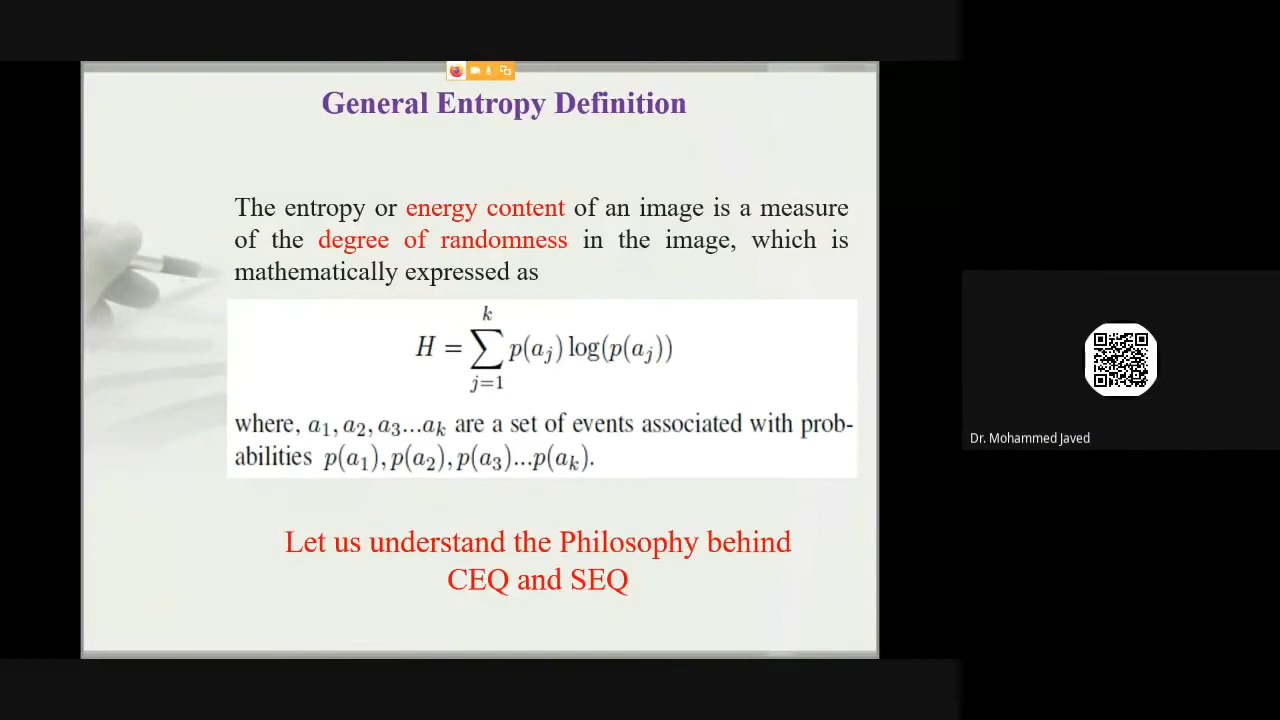 General Entropy Definition
The entropy or energy content of an image is a measure
of the degree of randomness in the image, which is
mathematically expressed as
H = ∑_{j=1}^{k} p(a_j) log(p(a_j))
where, a_1, a_2, a_3...a_k are a set of events associated with prob-
abilities p(a_1), p(a_2), p(a_3)...p(a_k).
Let us understand the Philosophy behind
CEQ and SEQ
Dr. Mohammed Javed